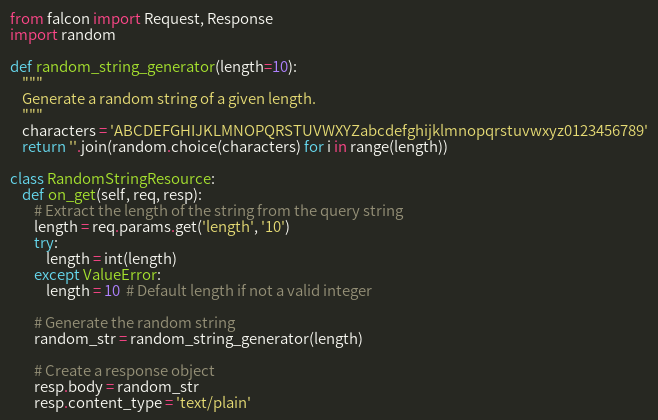 from falcon import Request, Response
import random

def random_string_generator(length=10):
    """
    Generate a random string of a given length.
    """
    characters = 'ABCDEFGHIJKLMNOPQRSTUVWXYZabcdefghijklmnopqrstuvwxyz0123456789'
    return ''.join(random.choice(characters) for i in range(length))

class RandomStringResource:
    def on_get(self, req, resp):
        # Extract the length of the string from the query string
        length = req.params.get('length', '10')
        try:
            length = int(length)
        except ValueError:
            length = 10  # Default length if not a valid integer

        # Generate the random string
        random_str = random_string_generator(length)

        # Create a response object
        resp.body = random_str
        resp.content_type = 'text/plain'